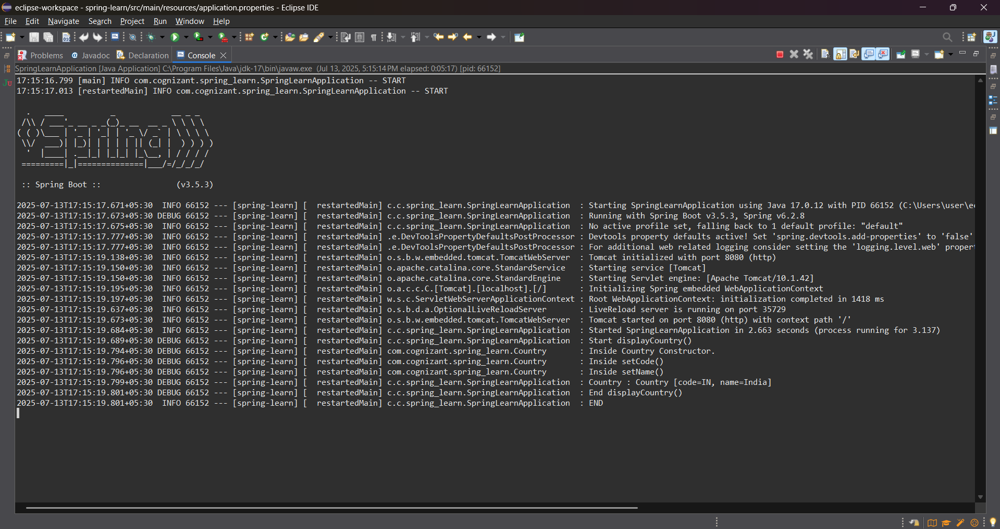 eclipse-workspace - spring-learn/src/main/resources/application.properties - Eclipse IDE
File Edit Navigate Search Project Run Window Help
Problems @ Javadoc Declaration Console
SpringLearnApplication [Java Application] C:\Program Files\Java\jdk-17\bin\javaw.exe (Jul 13, 2025, 5:15:14 PM elapsed: 0:05:17) [pid: 66152]
17:15:16.799 [main] INFO com.cognizant.spring_learn.SpringLearnApplication -- START
17:15:17.013 [restartedMain] INFO com.cognizant.spring_learn.SpringLearnApplication -- START
Spring
:: Spring Boot :: (v3.5.3)
2025-07-13T17:15:17.671+05:30  INFO 66152 --- [spring-learn] [  restartedMain] c.c.spring_learn.SpringLearnApplication  : Starting SpringLearnApplication using Java 17.0.12 with PID 66152 (C:\Users\user\e
2025-07-13T17:15:17.673+05:30 DEBUG 66152 --- [spring-learn] [  restartedMain] c.c.spring_learn.SpringLearnApplication  : Running with Spring Boot v3.5.3, Spring v6.2.8
2025-07-13T17:15:17.675+05:30  INFO 66152 --- [spring-learn] [  restartedMain] c.c.spring_learn.SpringLearnApplication  : No active profile set, falling back to 1 default profile: "default"
2025-07-13T17:15:17.777+05:30  INFO 66152 --- [spring-learn] [  restartedMain] .e.DevToolsPropertyDefaultsPostProcessor : Devtools property defaults active! Set 'spring.devtools.add-properties' to 'false'
2025-07-13T17:15:17.777+05:30  INFO 66152 --- [spring-learn] [  restartedMain] .e.DevToolsPropertyDefaultsPostProcessor : For additional web related logging consider setting the 'logging.level.web' proper
2025-07-13T17:15:19.138+05:30  INFO 66152 --- [spring-learn] [  restartedMain] o.s.b.w.embedded.tomcat.TomcatWebServer  : Tomcat initialized with port 8080 (http)
2025-07-13T17:15:19.150+05:30  INFO 66152 --- [spring-learn] [  restartedMain] o.apache.catalina.core.StandardService   : Starting service [Tomcat]
2025-07-13T17:15:19.150+05:30  INFO 66152 --- [spring-learn] [  restartedMain] o.apache.catalina.core.StandardEngine    : Starting Servlet engine: [Apache Tomcat/10.1.42]
2025-07-13T17:15:19.195+05:30  INFO 66152 --- [spring-learn] [  restartedMain] o.a.c.c.C.[Tomcat].[localhost].[/]       : Initializing Spring embedded WebApplicationContext
2025-07-13T17:15:19.197+05:30  INFO 66152 --- [spring-learn] [  restartedMain] w.s.c.ServletWebServerApplicationContext : Root WebApplicationContext: initialization completed in 1418 ms
2025-07-13T17:15:19.637+05:30  INFO 66152 --- [spring-learn] [  restartedMain] o.s.b.d.a.OptionalLiveReloadServer       : LiveReload server is running on port 35729
2025-07-13T17:15:19.673+05:30  INFO 66152 --- [spring-learn] [  restartedMain] o.s.b.w.embedded.tomcat.TomcatWebServer  : Tomcat started on port 8080 (http) with context path '/'
2025-07-13T17:15:19.684+05:30  INFO 66152 --- [spring-learn] [  restartedMain] c.c.spring_learn.SpringLearnApplication  : Started SpringLearnApplication in 2.663 seconds (process running for 3.137)
2025-07-13T17:15:19.689+05:30 DEBUG 66152 --- [spring-learn] [  restartedMain] c.c.spring_learn.SpringLearnApplication  : Start displayCountry()
2025-07-13T17:15:19.794+05:30 DEBUG 66152 --- [spring-learn] [  restartedMain] com.cognizant.spring_learn.Country       : Inside Country Constructor.
2025-07-13T17:15:19.796+05:30 DEBUG 66152 --- [spring-learn] [  restartedMain] com.cognizant.spring_learn.Country       : Inside setCode()
2025-07-13T17:15:19.796+05:30 DEBUG 66152 --- [spring-learn] [  restartedMain] com.cognizant.spring_learn.Country       : Inside setName()
2025-07-13T17:15:19.799+05:30 DEBUG 66152 --- [spring-learn] [  restartedMain] c.c.spring_learn.SpringLearnApplication  : Country : Country [code=IN, name=India]
2025-07-13T17:15:19.801+05:30 DEBUG 66152 --- [spring-learn] [  restartedMain] c.c.spring_learn.SpringLearnApplication  : End displayCountry()
2025-07-13T17:15:19.801+05:30  INFO 66152 --- [spring-learn] [  restartedMain] c.c.spring_learn.SpringLearnApplication  : END